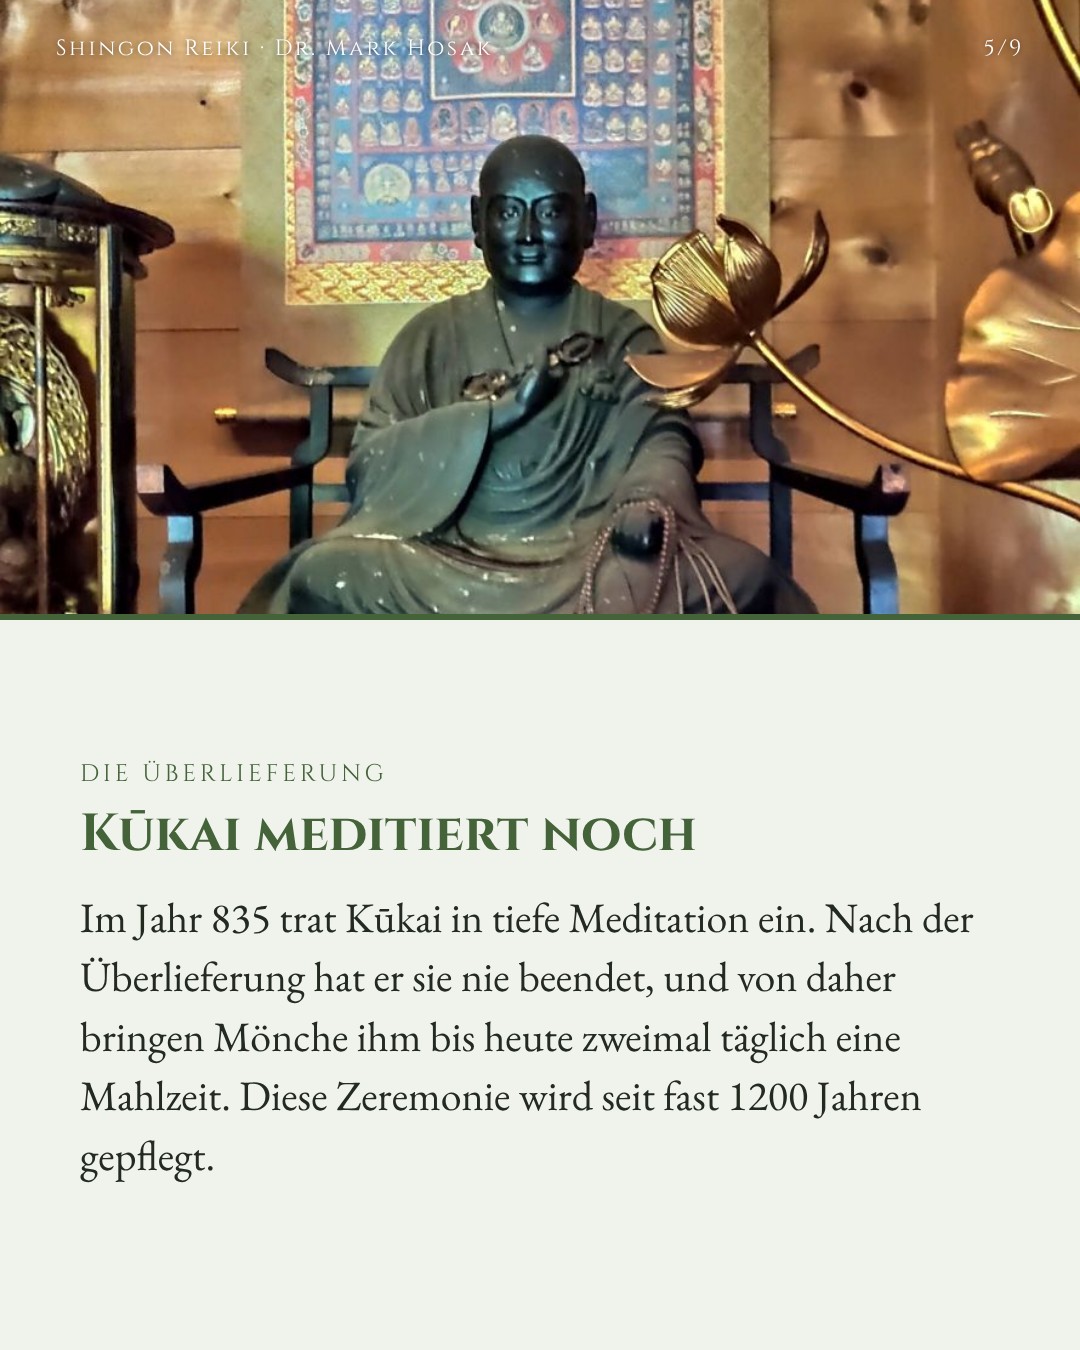 Shingon Reiki · Dr. Mark Hosak
5/9
DIE ÜBERLIEFERUNG
Kūkai meditiert noch
Im Jahr 835 trat Kūkai in tiefe Meditation ein. Nach der
Überlieferung hat er sie nie beendet, und von daher
bringen Mönche ihm bis heute zweimal täglich eine
Mahlzeit. Diese Zeremonie wird seit fast 1200 Jahren
gepflegt.